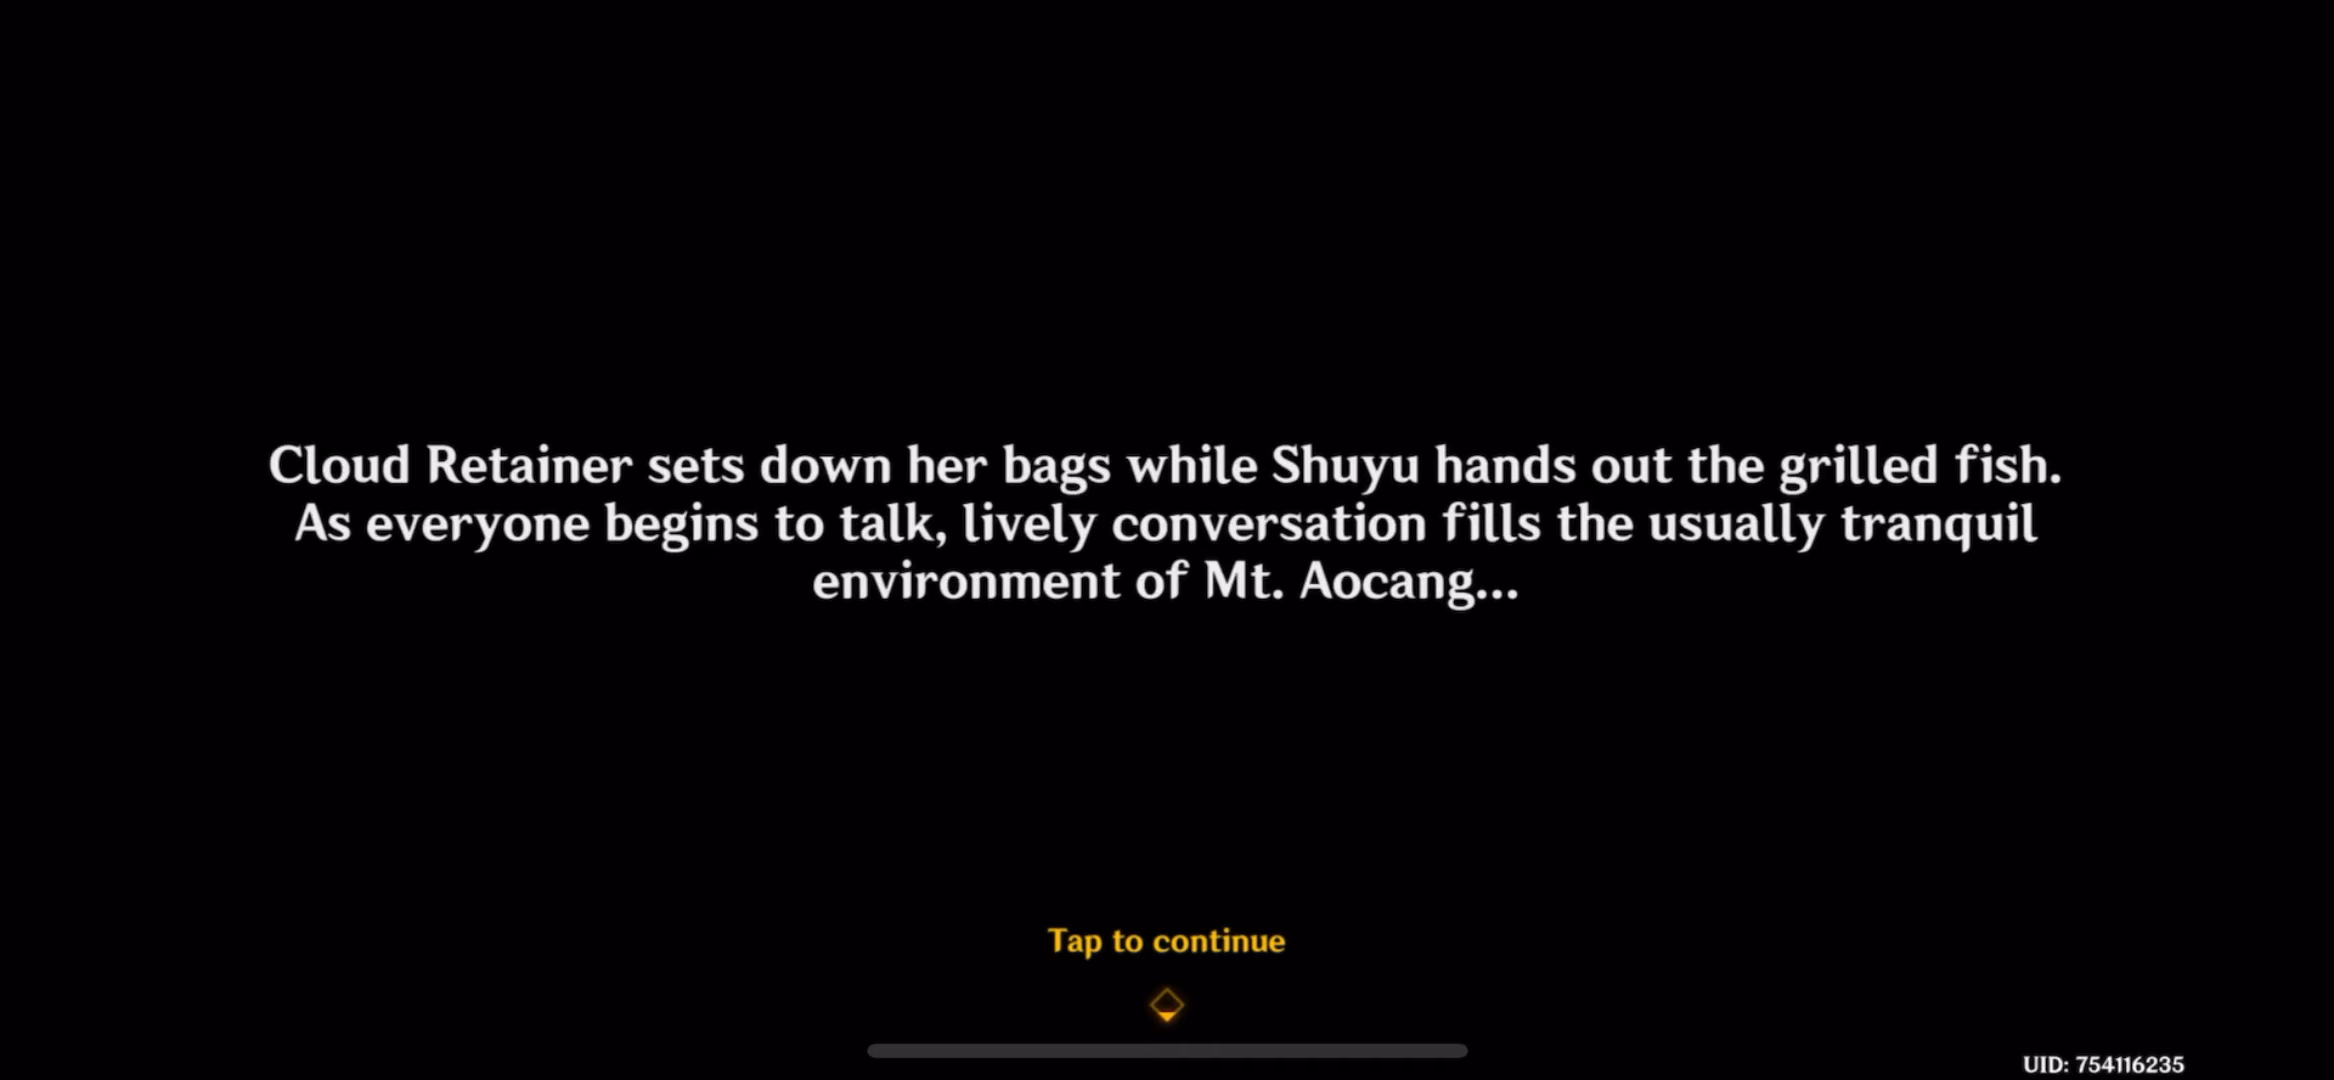 Cloud Retainer sets down her bags while Shuyu hands out the grilled fish.
As everyone begins to talk, lively conversation fills the usually tranquil
environment of Mt. Aocang...
Tap to continue
UID: 754116235